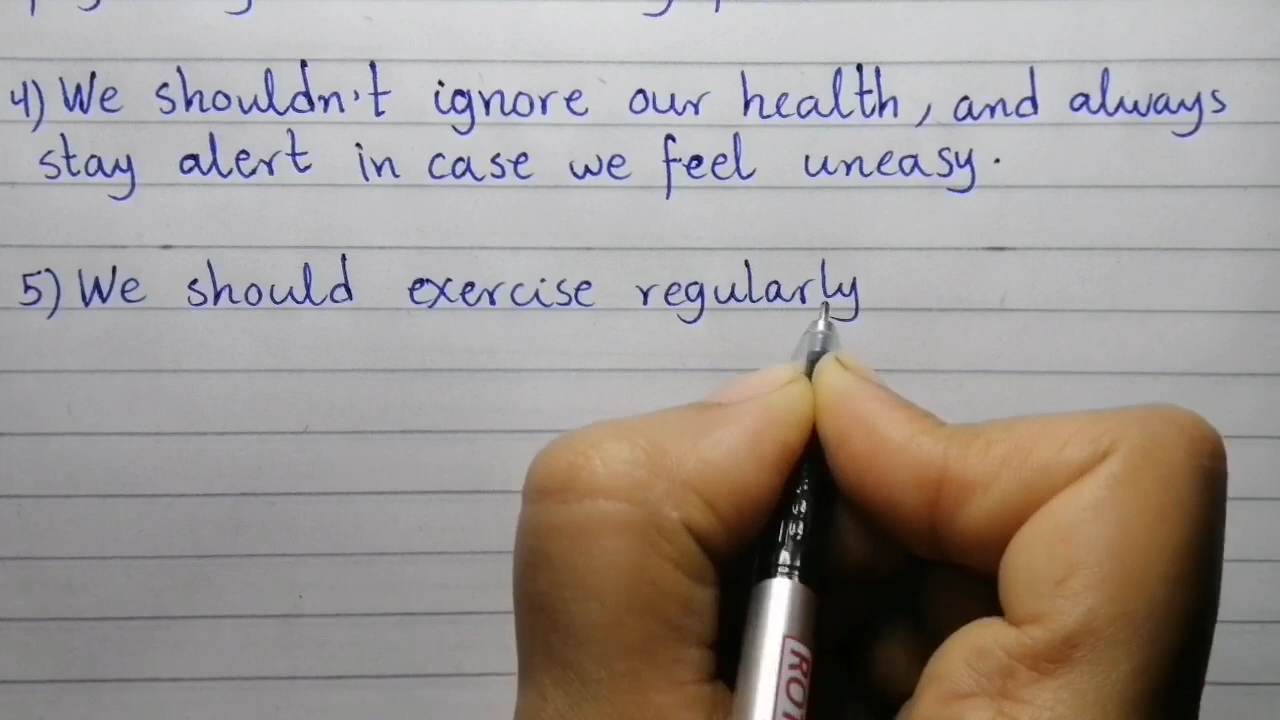 4) We shouldn't ignore our health, and always
stay alert in case we feel uneasy.
5) We should exercise regularly